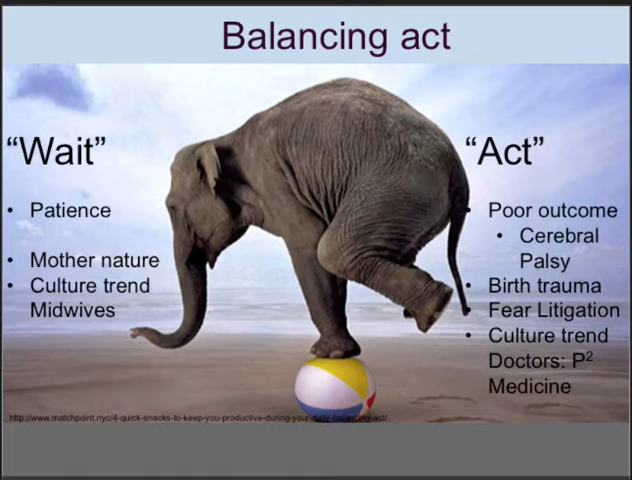 Balancing act
“Wait”
• Patience
• Mother nature
• Culture trend
Midwives
“Act”
• Poor outcome
• Cerebral
Palsy
• Birth trauma
• Fear Litigation
• Culture trend
Doctors: P²
Medicine
http://www.matchpoint.nyc/4-quick-snacks-to-keep-you-productive-during-your-daily-balancing-act/